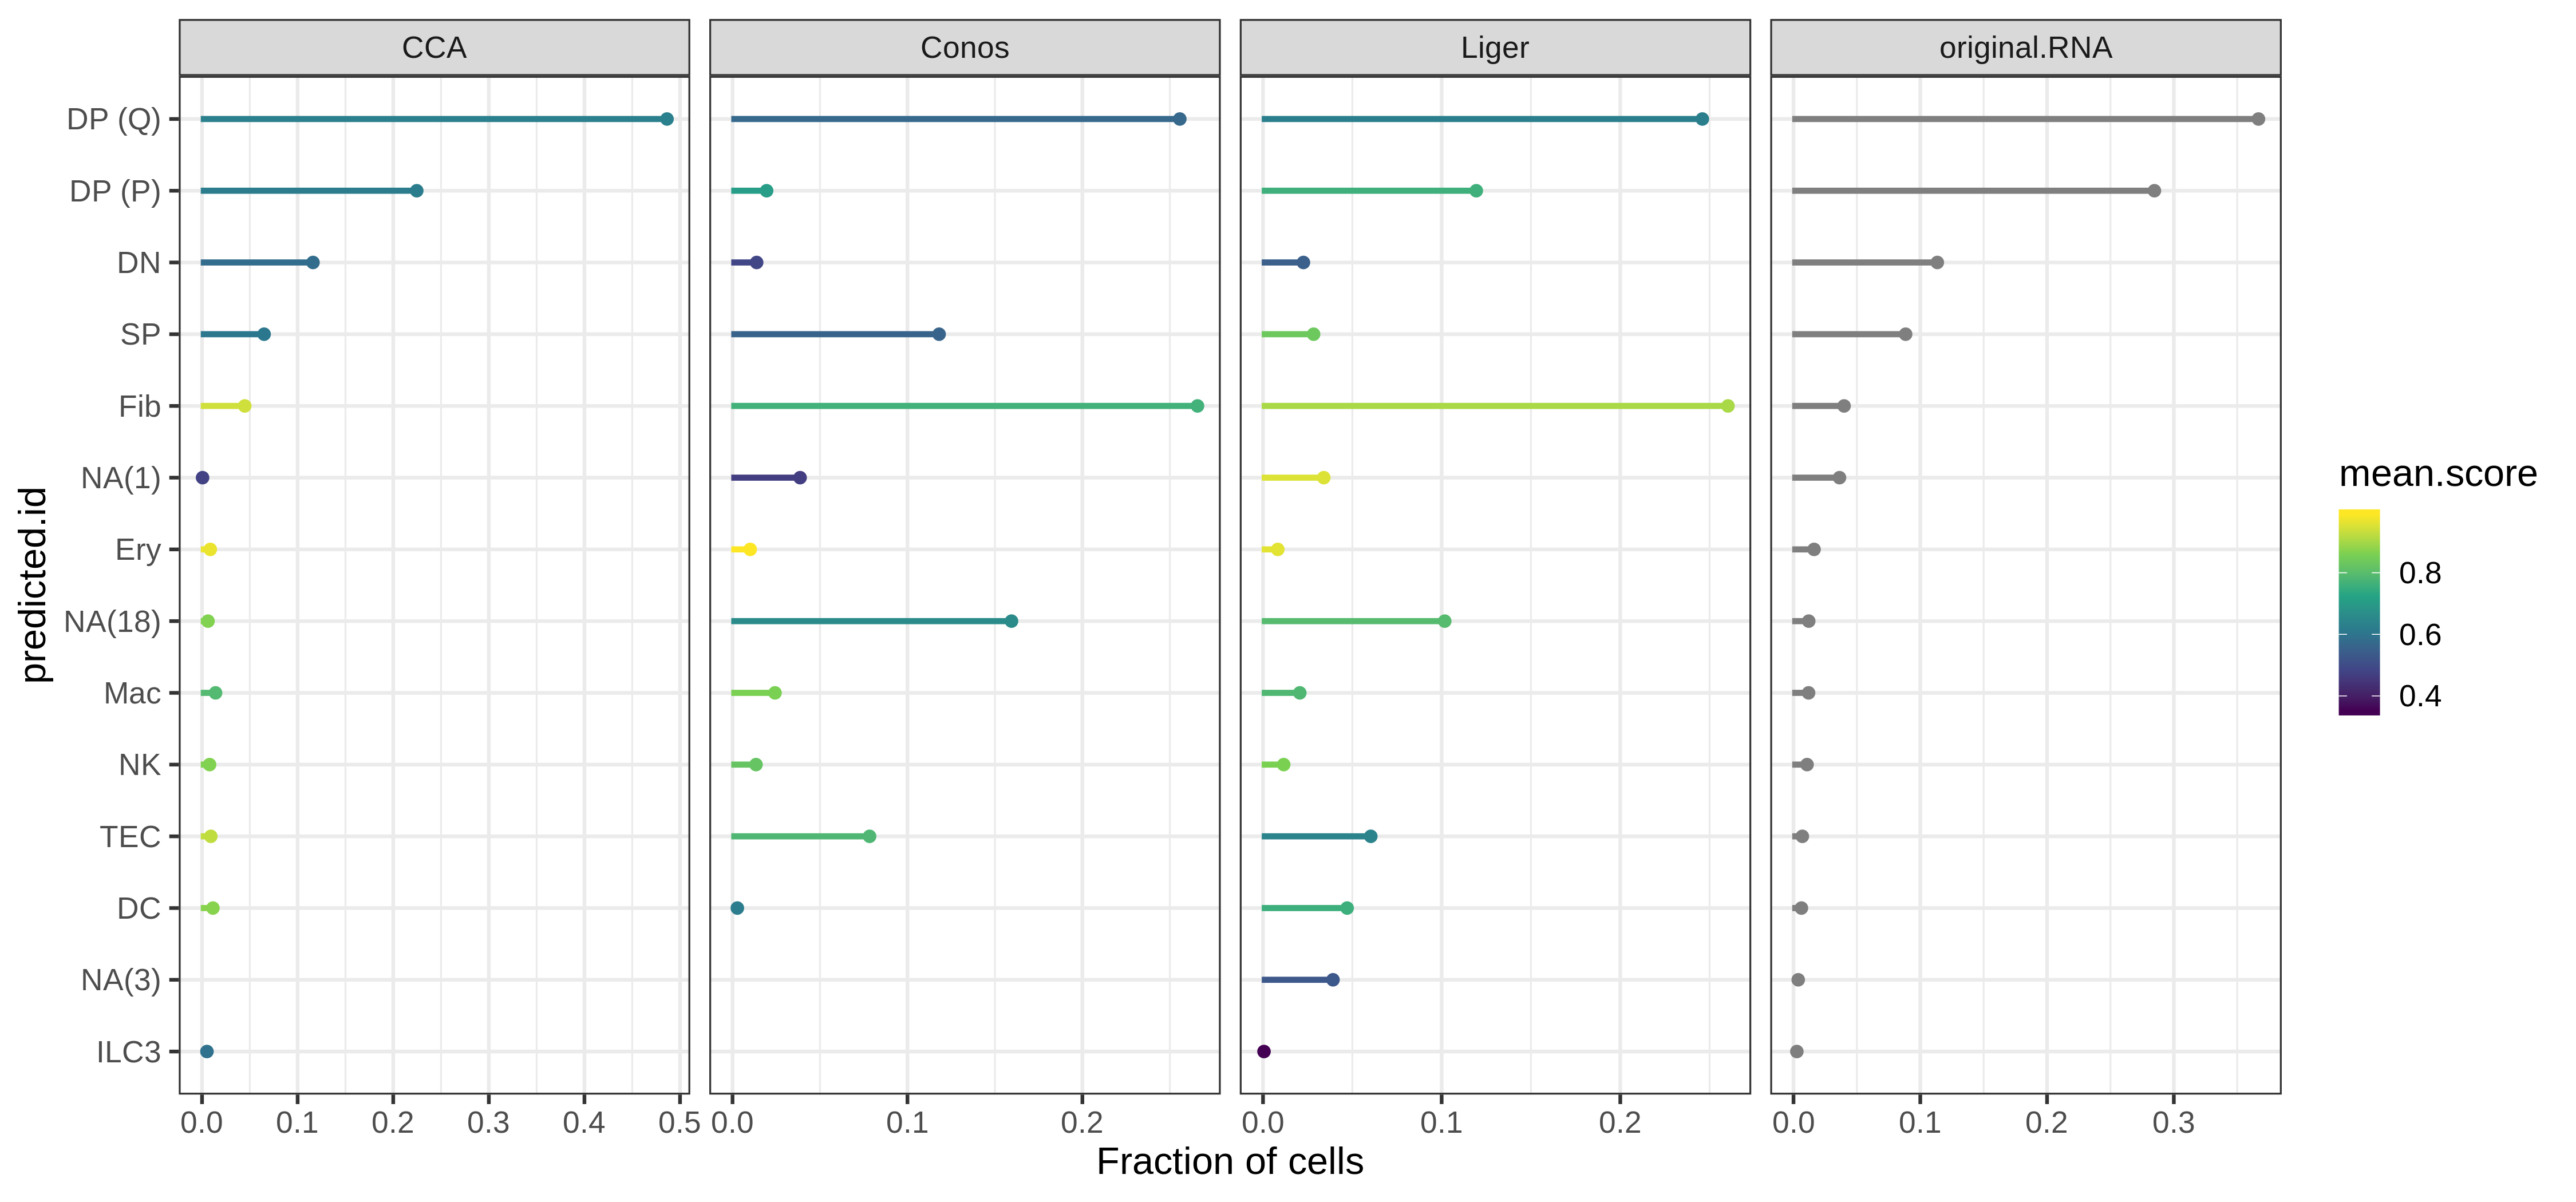 CCA
Conos
Liger
original.RNA
predicted.id
DP (Q)
DP (P)
DN
SP
Fib
NA(1)
Ery
NA(18)
Mac
NK
TEC
DC
NA(3)
ILC3
0.0 0.1 0.2 0.3 0.4 0.5
0.0 0.1 0.2
0.0 0.1 0.2
0.0 0.1 0.2 0.3
Fraction of cells
mean.score
0.8
0.6
0.4